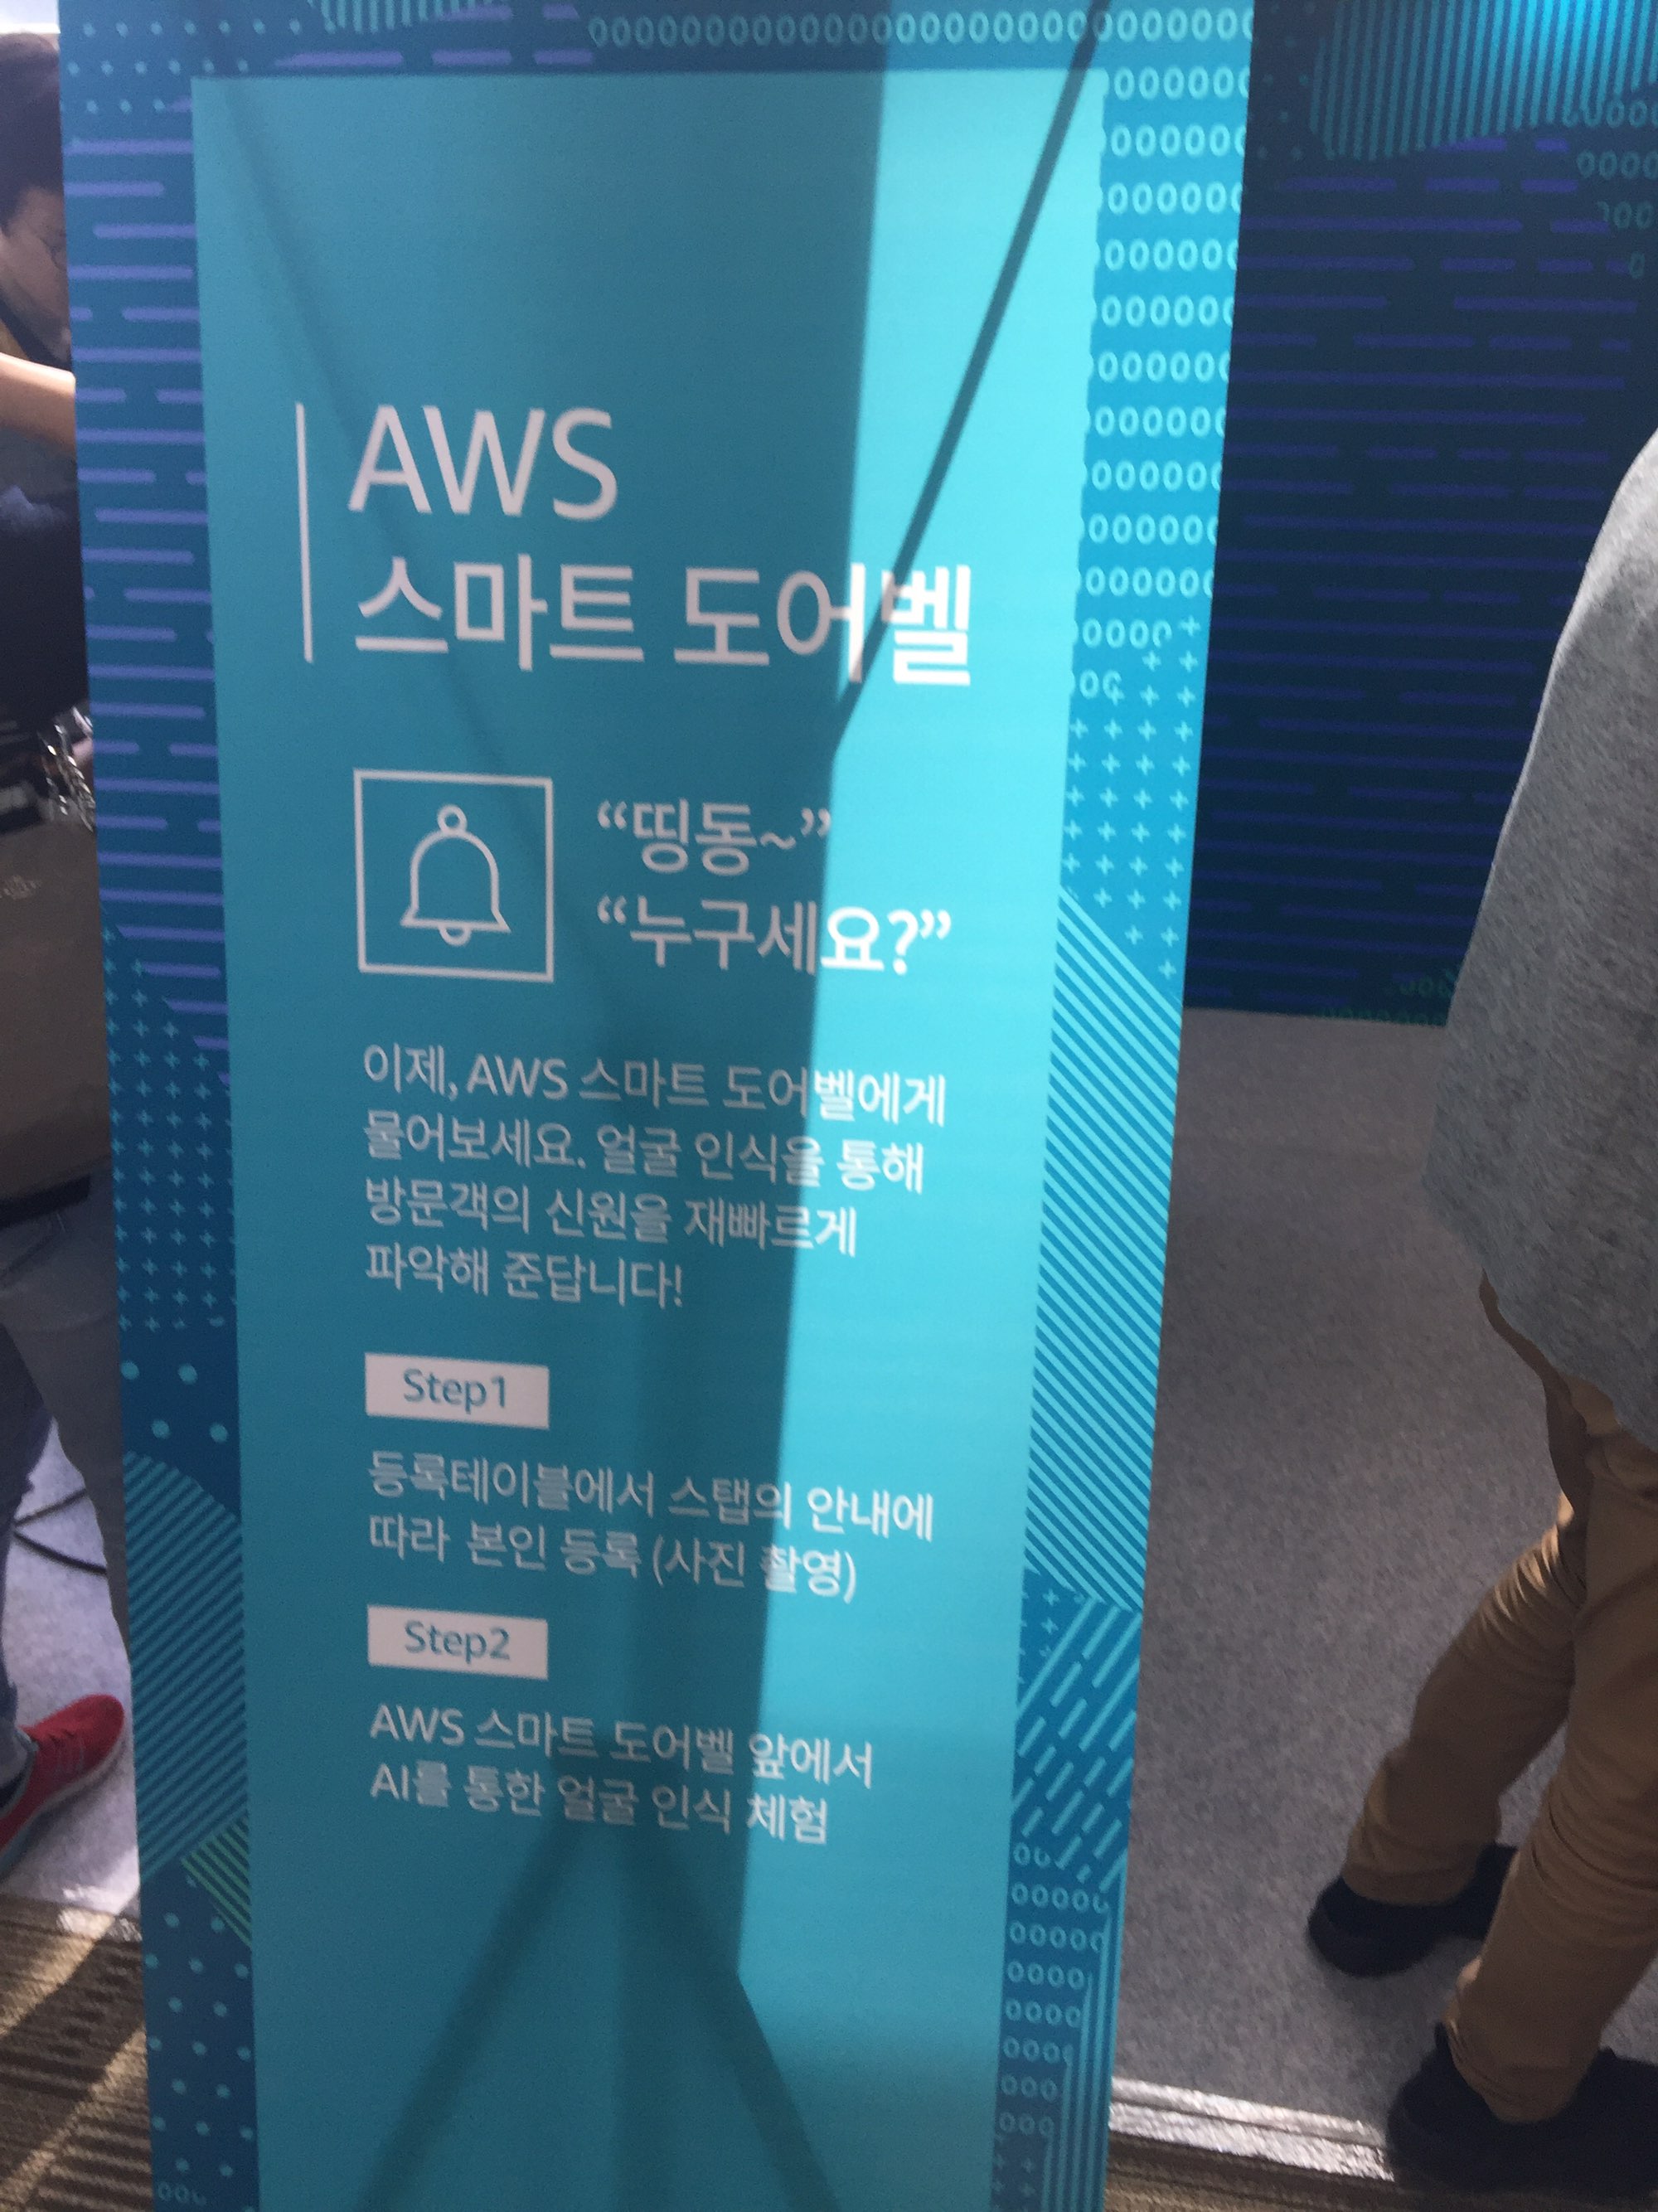 AWS
스마트 도어벨
“띵동~”
“누구세요?”
이제, AWS 스마트 도어벨에게
물어보세요. 얼굴 인식을 통해
방문객의 신원을 재빠르게
파악해 준답니다!
Step1
등록테이블에서 스탭의 안내에
따라 본인 등록 (사진 촬영)
Step2
AWS 스마트 도어벨 앞에서
AI를 통한 얼굴 인식 체험